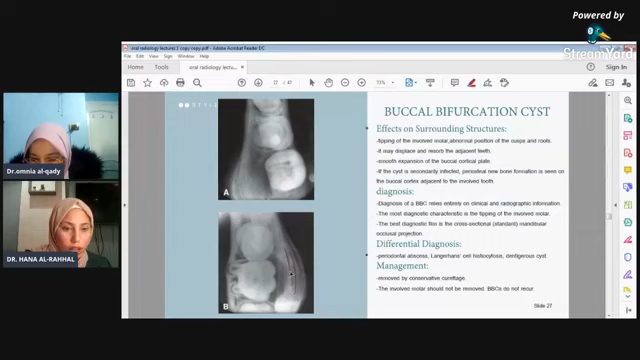 Powered by
StreamYard
oral radiology lectures 2 copy copy.pdf - Adobe Acrobat Reader DC
File Edit View Sign Window Help
Home Tools oral radiology lectu... × Sign In
27 / 41 73%
STYLE
BUCCAL BIFURCATION CYST
Effects on Surrounding Structures:
-tipping of the involved molar,abnormal position of the cusps and roots.
-it may displace and resorb the adjacent teeth.
-smooth expansion of the buccal cortical plate.
-If the cyst is secondarily infected, periosteal new bone formation is seen on
the buccal cortex adjacent to the involved tooth.
diagnosis:
-Diagnosis of a BBC relies entirely on clinical and radiographic information.
-The most diagnostic characteristic is the tipping of the involved molar.
-The best diagnostic film is the cross-sectional (standard) mandibular
occlusal projection.
Differential Diagnosis:
-periodontal abscess, Langerhans' cell histiocytosis, dentigerous cyst.
Management:
-removed by conservative curettage.
-The involved molar should not be removed. BBCs do not recur.
Slide 27
A
B
Dr.omnia al-qady
DR. HANA AL-RAHHAL